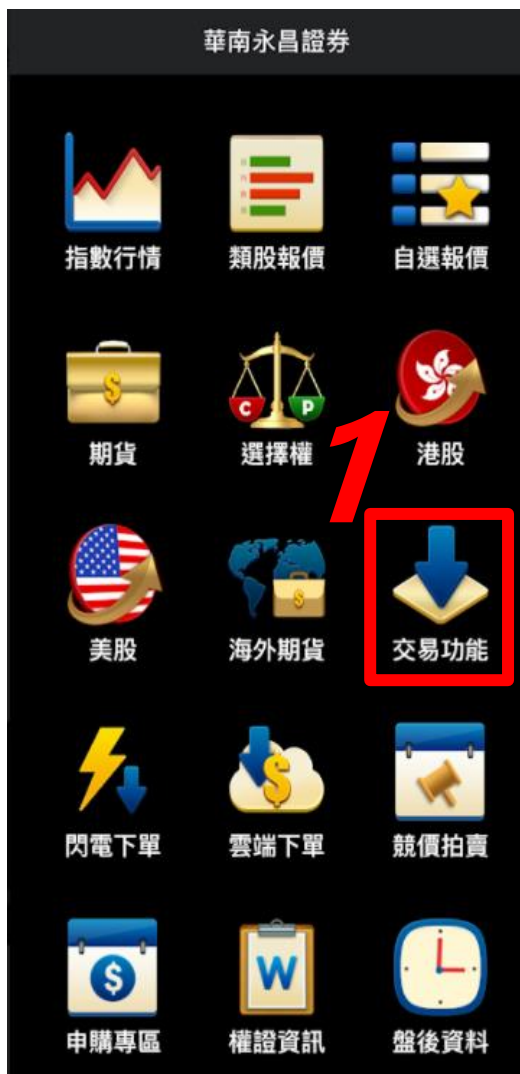 華南永昌證券
指數行情 類股報價 自選報價
$
C P
期貨 選擇權 港股
1
$
美股 海外期貨 交易功能
$
閃電下單 雲端下單 競價拍賣
$ W
申購專區 權證資訊 盤後資料